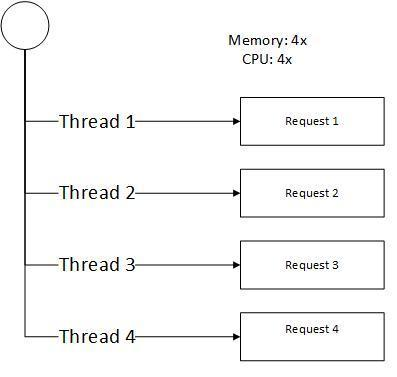 Memory: 4x
CPU: 4x
Thread 1
Request 1
Thread 2
Request 2
Thread 3
Request 3
Thread 4
Request 4